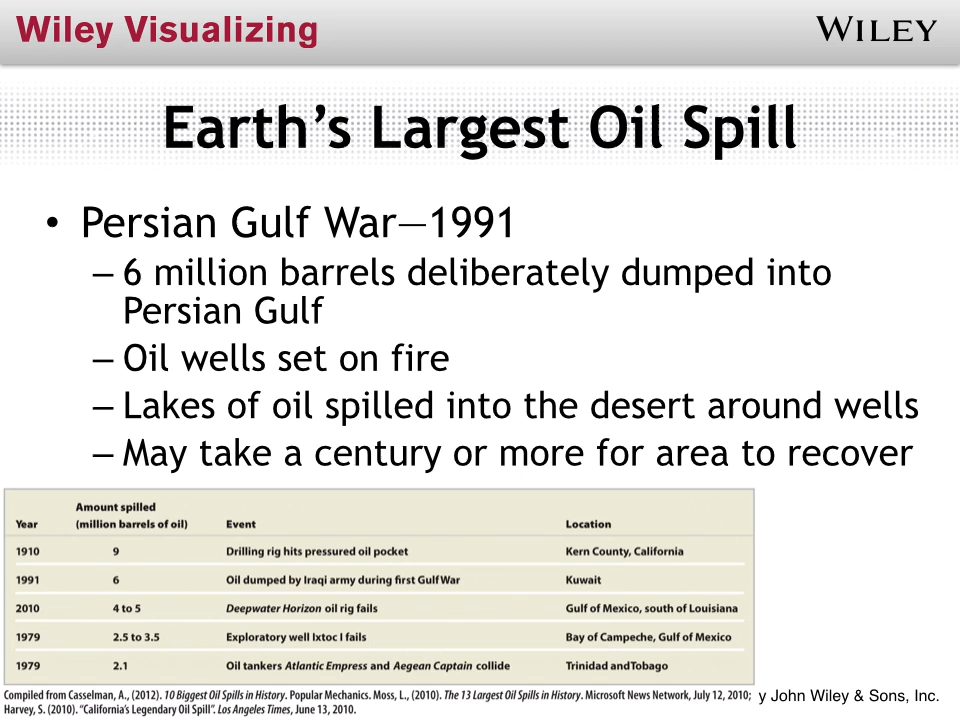 Wiley Visualizing
WILEY
Earth’s Largest Oil Spill
• Persian Gulf War—1991
– 6 million barrels deliberately dumped into
Persian Gulf
– Oil wells set on fire
– Lakes of oil spilled into the desert around wells
– May take a century or more for area to recover
Amount spilled
Year (million barrels of oil) Event Location
1910 9 Drilling rig hits pressured oil pocket Kern County, California
1991 6 Oil dumped by Iraqi army during first Gulf War Kuwait
2010 4 to 5 Deepwater Horizon oil rig fails Gulf of Mexico, south of Louisiana
1979 2.5 to 3.5 Exploratory well Ixtoc I fails Bay of Campeche, Gulf of Mexico
1979 2.1 Oil tankers Atlantic Empress and Aegean Captain collide Trinidad and Tobago
Compiled from Casselman, A., (2012). 10 Biggest Oil Spills in History. Popular Mechanics. Moss, L., (2010). The 13 Largest Oil Spills in History. Microsoft News Network, July 12, 2010;
Harvey, S. (2010). “California’s Legendary Oil Spill”. Los Angeles Times, June 13, 2010.
y John Wiley & Sons, Inc.